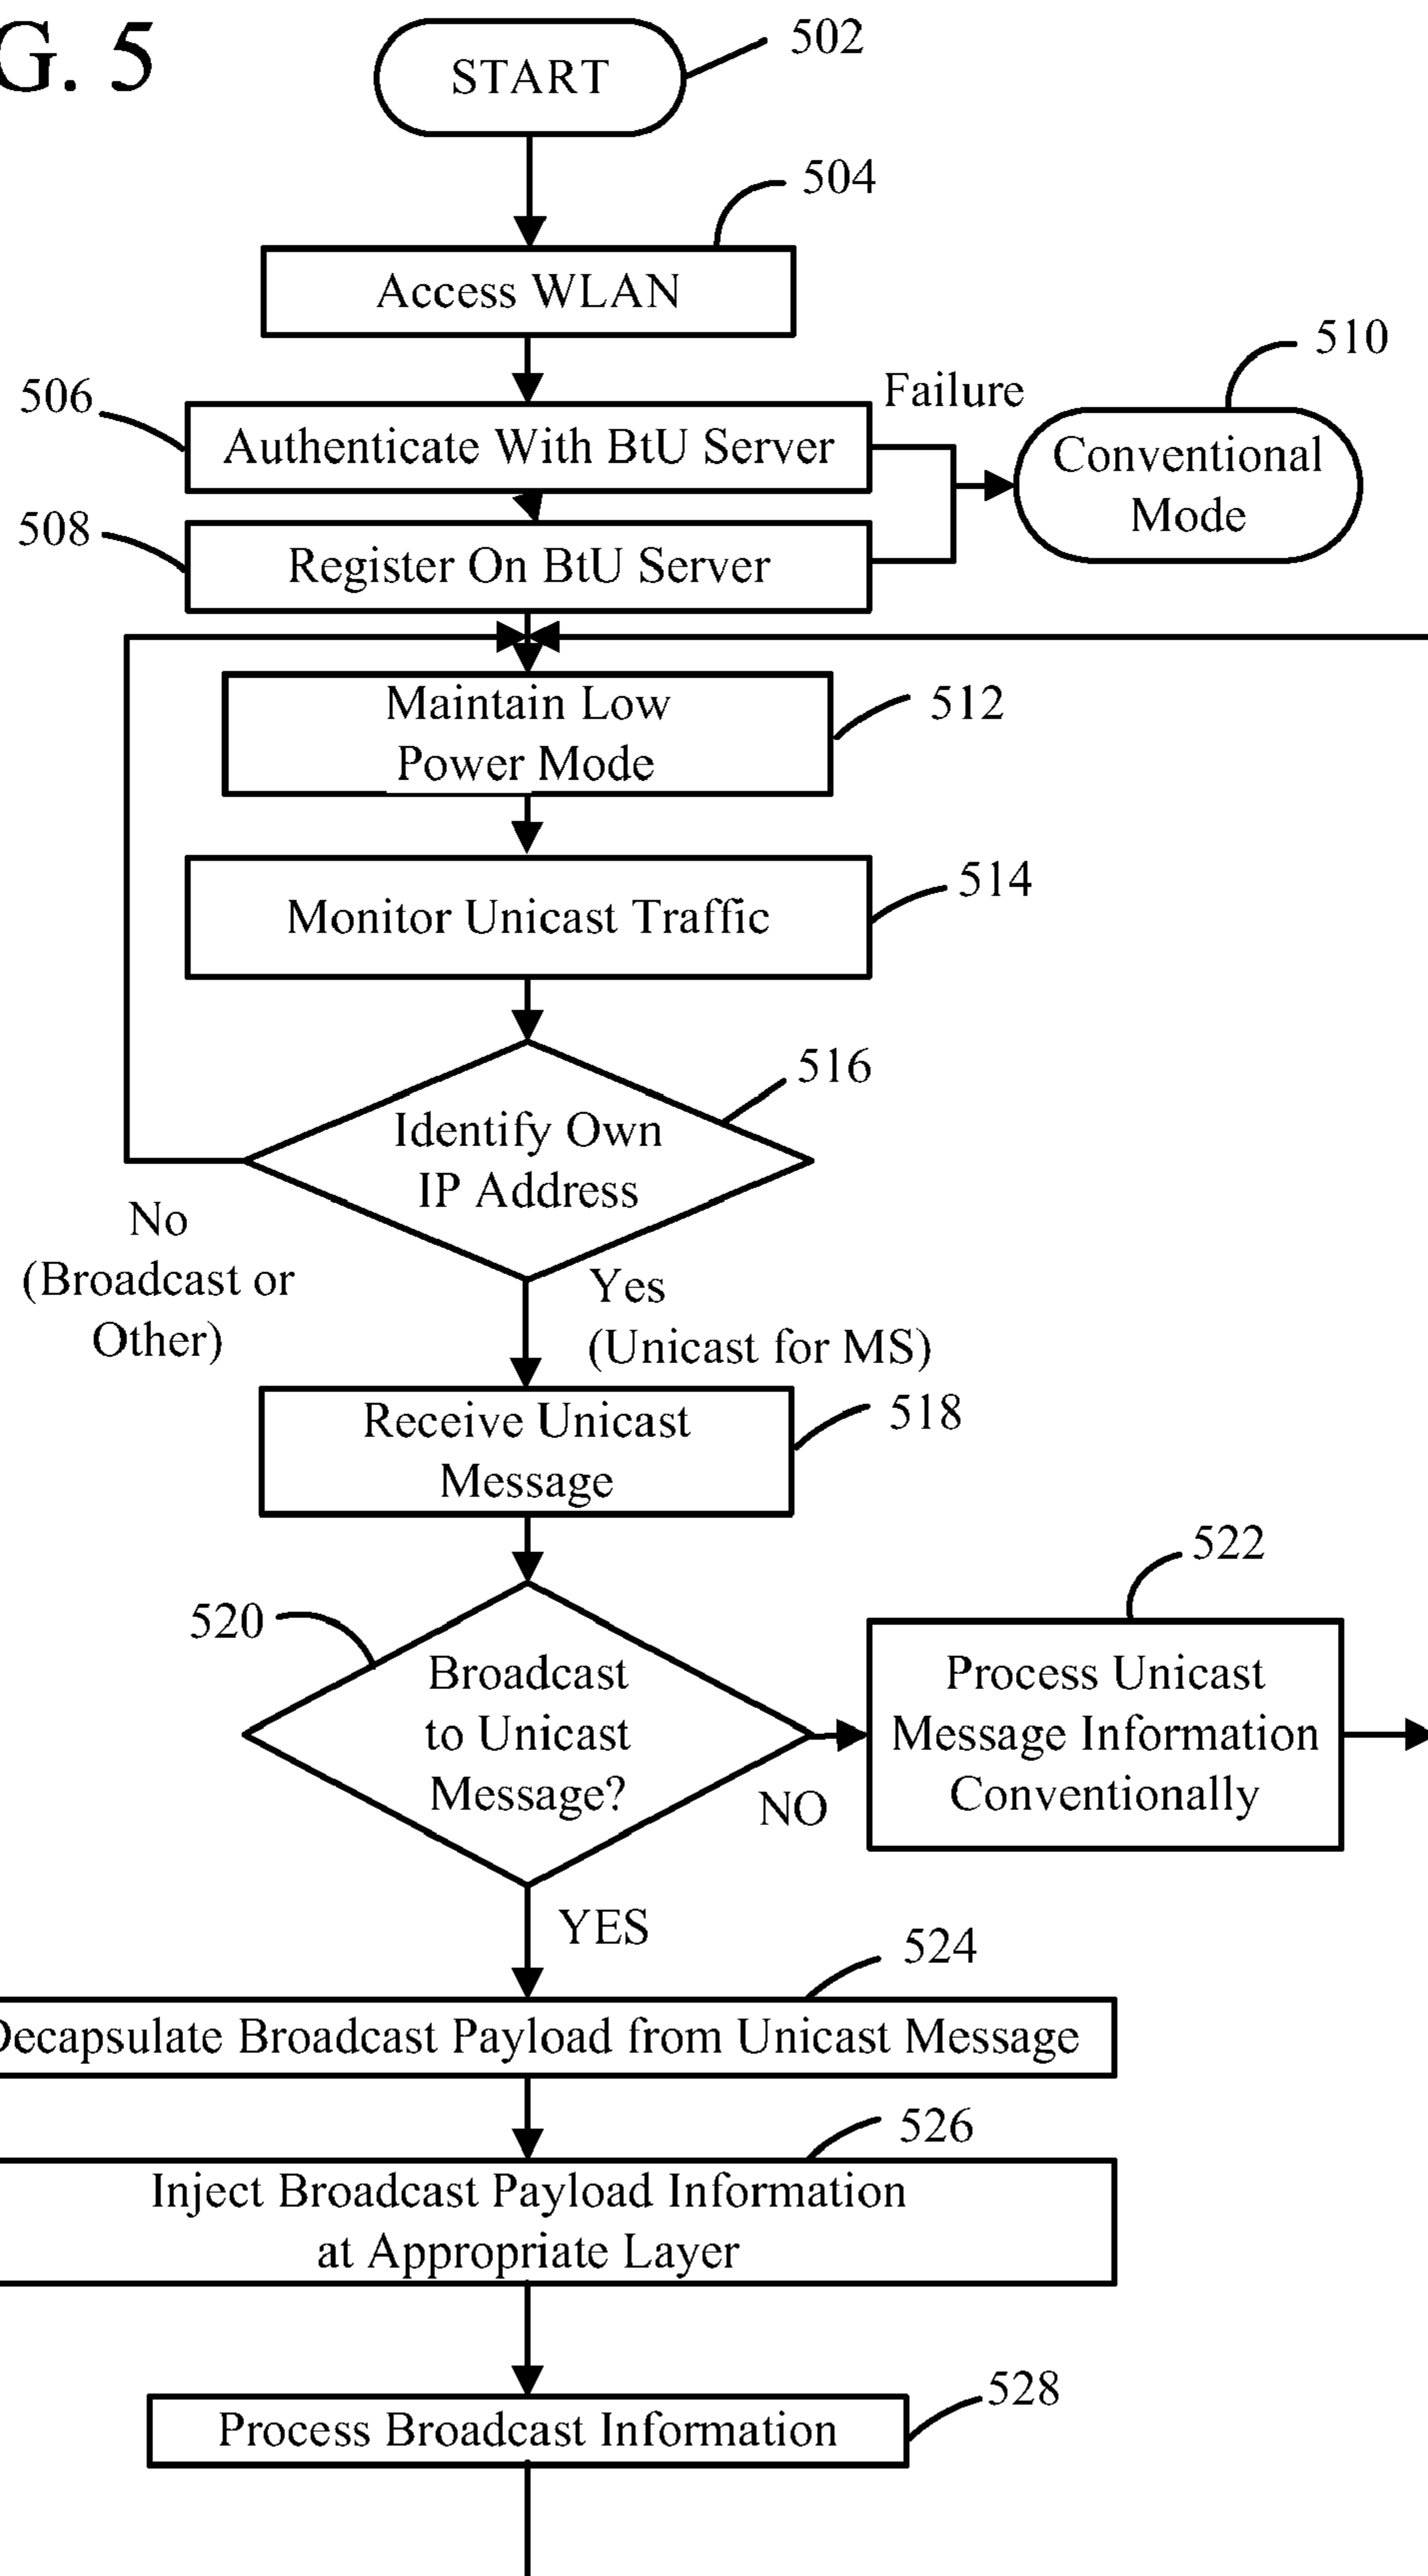 G. 5
START
502
504
Access WLAN
510
506
Failure
Authenticate With BtU Server
Conventional
Mode
508
Register On BtU Server
Maintain Low
Power Mode
512
514
Monitor Unicast Traffic
516
Identify Own
IP Address
No
(Broadcast or
Other)
Yes
(Unicast for MS)
Receive Unicast
Message
518
522
520
Broadcast
to Unicast
Message?
Process Unicast
Message Information
Conventionally
NO
YES
524
Decapsulate Broadcast Payload from Unicast Message
526
Inject Broadcast Payload Information
at Appropriate Layer
528
Process Broadcast Information